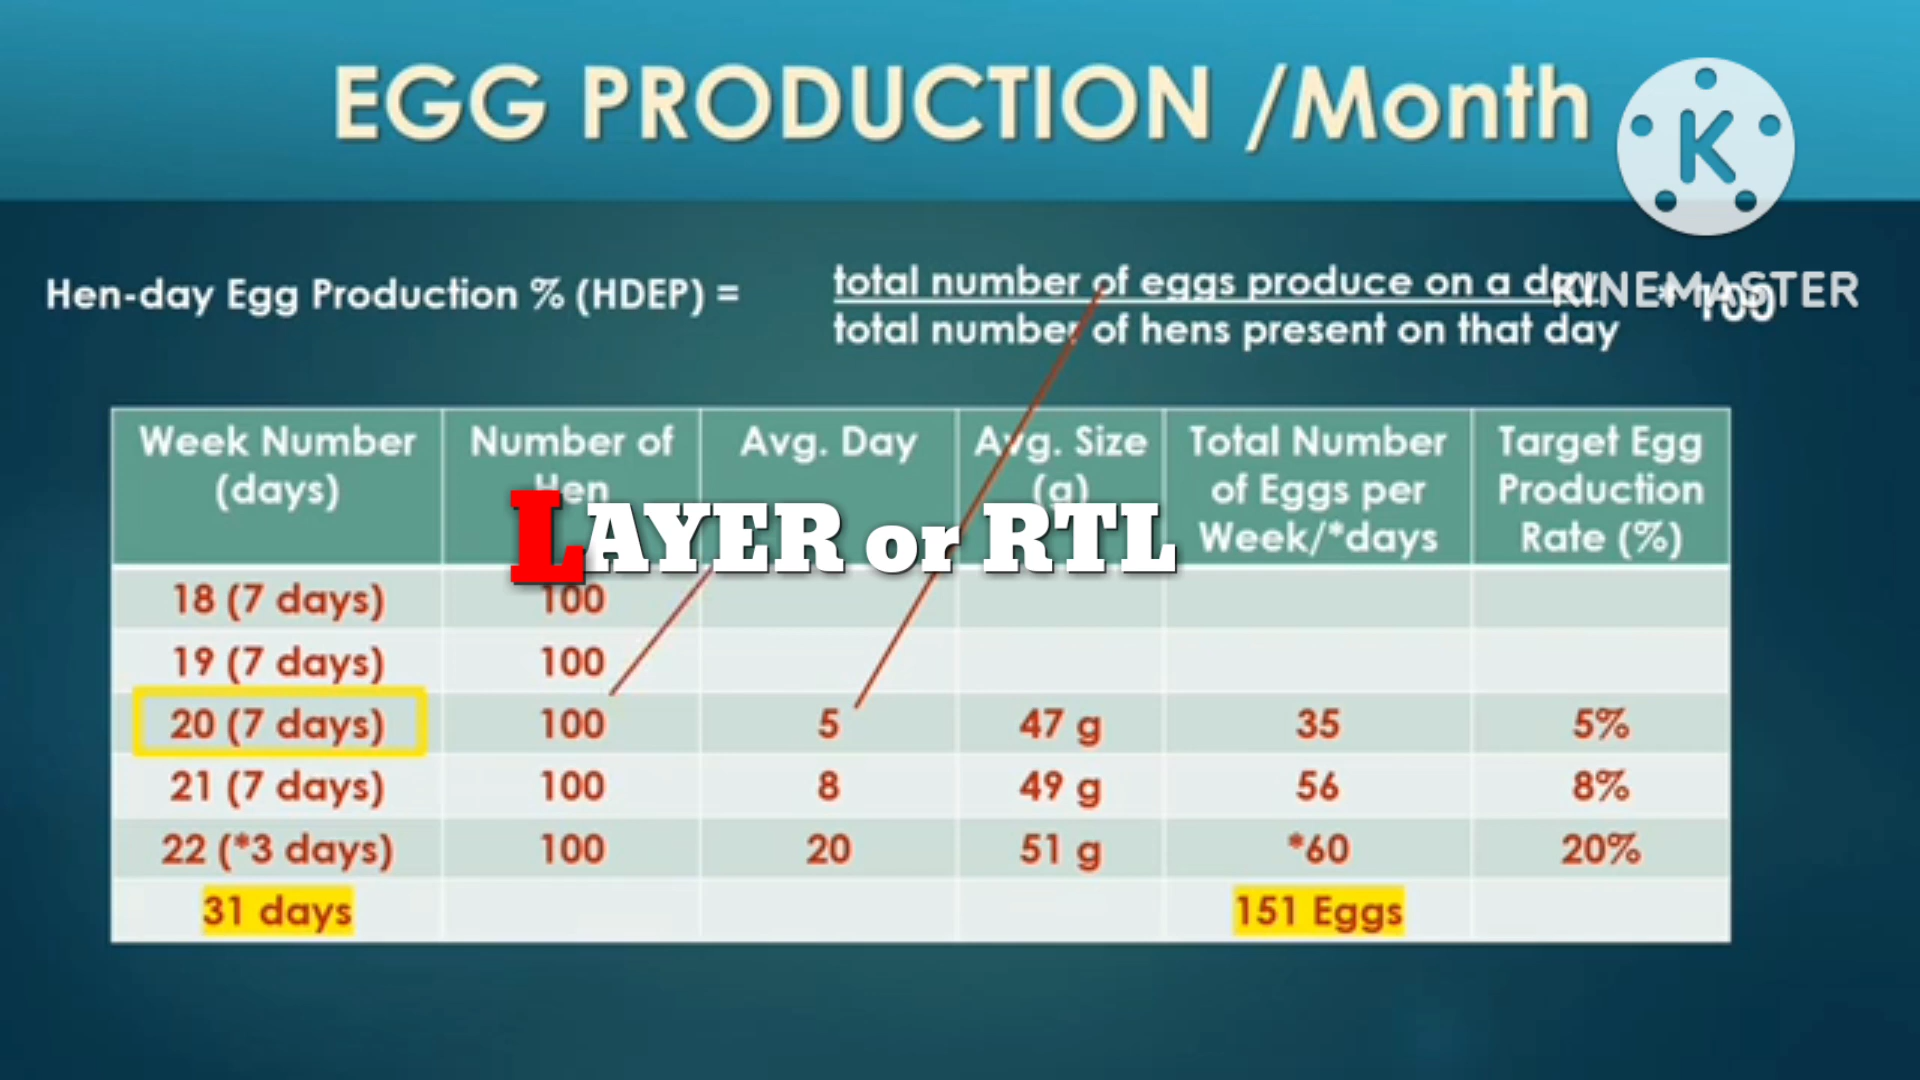 EGG PRODUCTION /Month
K
KINEMASTER
Hen-day Egg Production % (HDEP) =
total number of eggs produce on a day
total number of hens present on that day
* 100
Week Number (days) | Number of Hen | Avg. Day | Avg. Size (g) | Total Number of Eggs per Week/*days | Target Egg Production Rate (%)
LAYER or RTL
18 (7 days) 100
19 (7 days) 100
20 (7 days) 100 5 47 g 35 5%
21 (7 days) 100 8 49 g 56 8%
22 (*3 days) 100 20 51 g *60 20%
31 days 151 Eggs